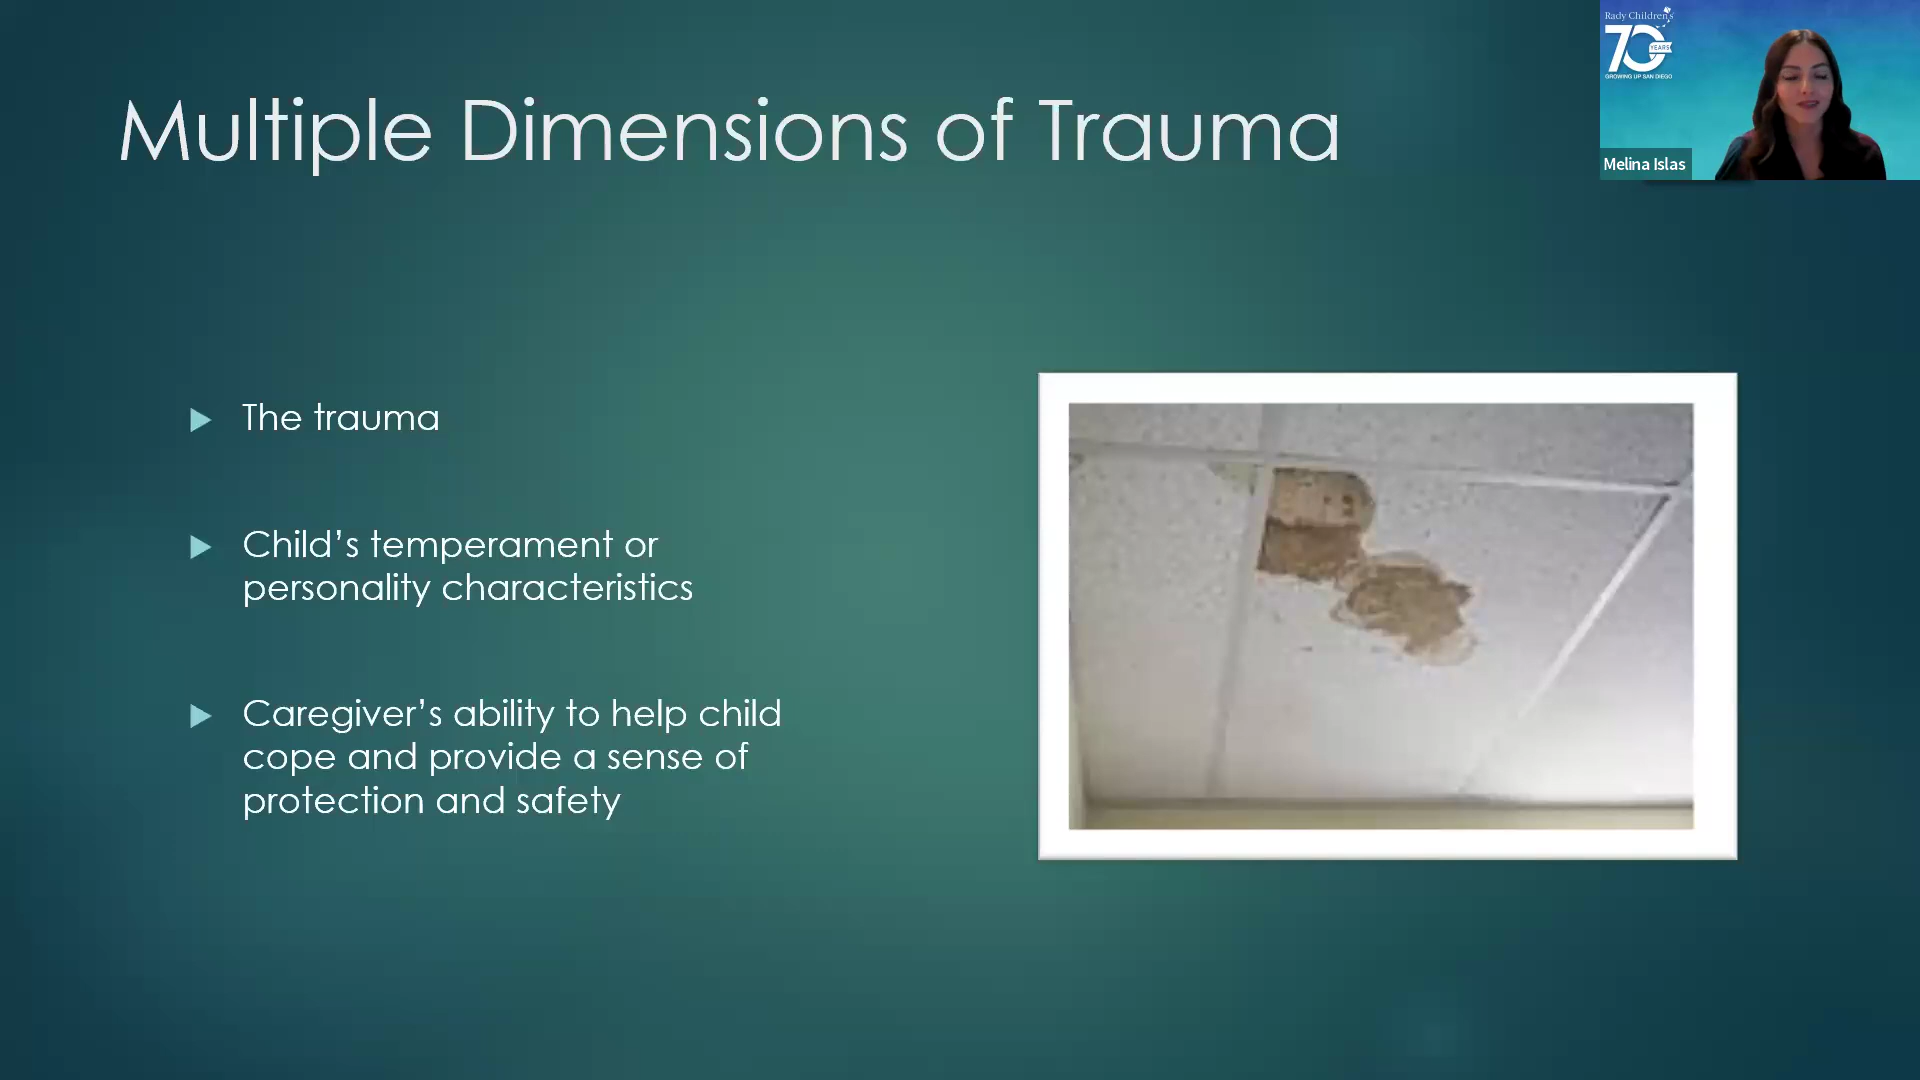 Multiple Dimensions of Trauma
Rady Children's
70
YEARS
GROWING UP SAN DIEGO
Melina Islas
The trauma
Child’s temperament or
personality characteristics
Caregiver’s ability to help child
cope and provide a sense of
protection and safety